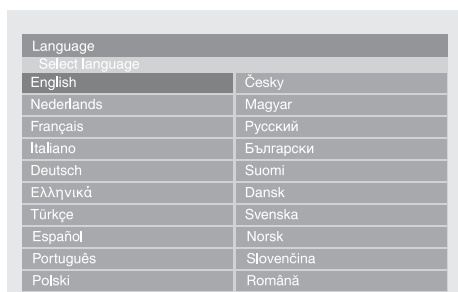 Language
Select language
English
Nederlands
Français
Italiano
Deutsch
Ελληνικά
Türkçe
Español
Português
Polski
Česky
Magyar
Русский
Български
Suomi
Dansk
Svenska
Norsk
Slovenčina
Română